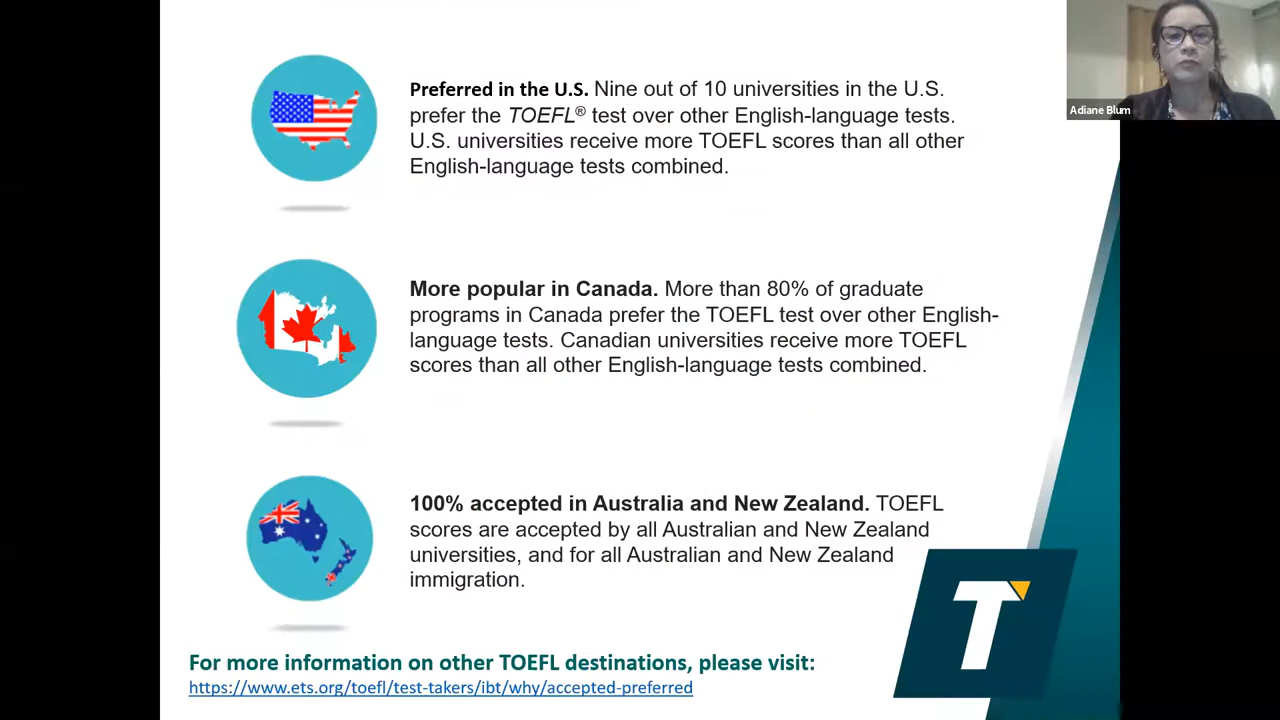 Preferred in the U.S. Nine out of 10 universities in the U.S.
prefer the TOEFL® test over other English-language tests.
U.S. universities receive more TOEFL scores than all other
English-language tests combined.
Adiane Blum
More popular in Canada. More than 80% of graduate
programs in Canada prefer the TOEFL test over other English-
language tests. Canadian universities receive more TOEFL
scores than all other English-language tests combined.
100% accepted in Australia and New Zealand. TOEFL
scores are accepted by all Australian and New Zealand
universities, and for all Australian and New Zealand
immigration.
T
For more information on other TOEFL destinations, please visit:
https://www.ets.org/toefl/test-takers/ibt/why/accepted-preferred